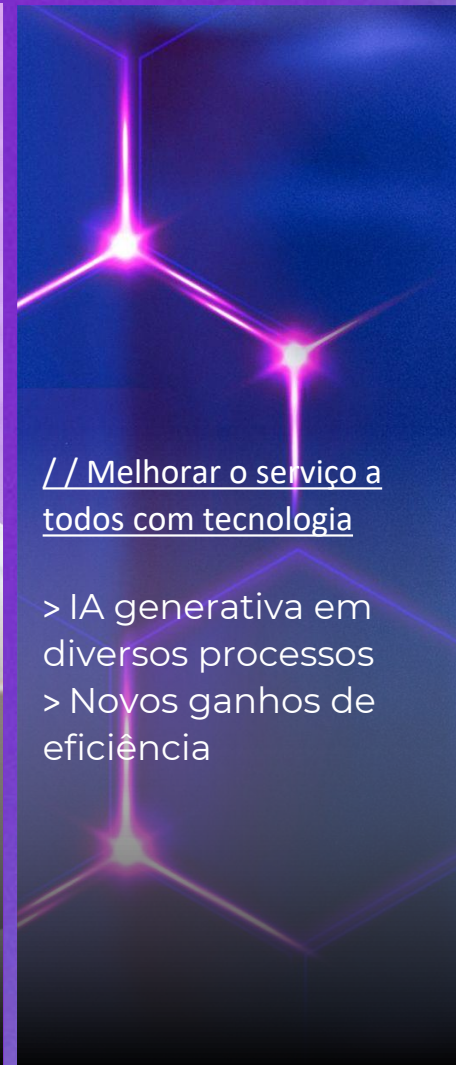 // Melhorar o serviço a
todos com tecnologia
> IA generativa em
diversos processos
> Novos ganhos de
eficiência